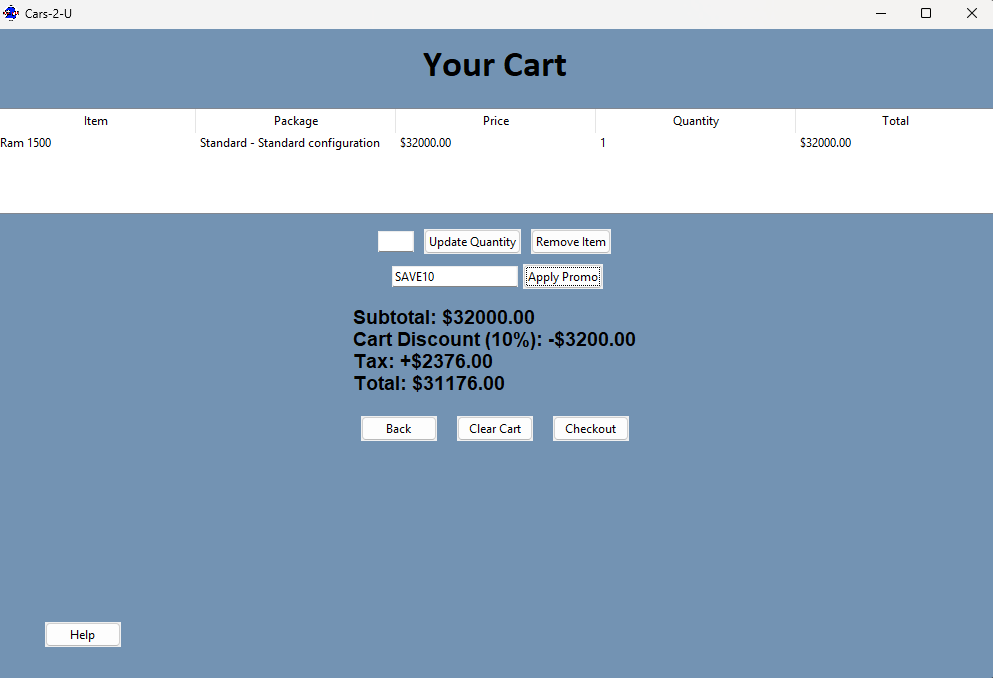 Cars-2-U
Your Cart
Item Package Price Quantity Total
Ram 1500 Standard - Standard configuration $32000.00 1 $32000.00
Update Quantity Remove Item
SAVE10 Apply Promo
Subtotal: $32000.00
Cart Discount (10%): -$3200.00
Tax: +$2376.00
Total: $31176.00
Back Clear Cart Checkout
Help